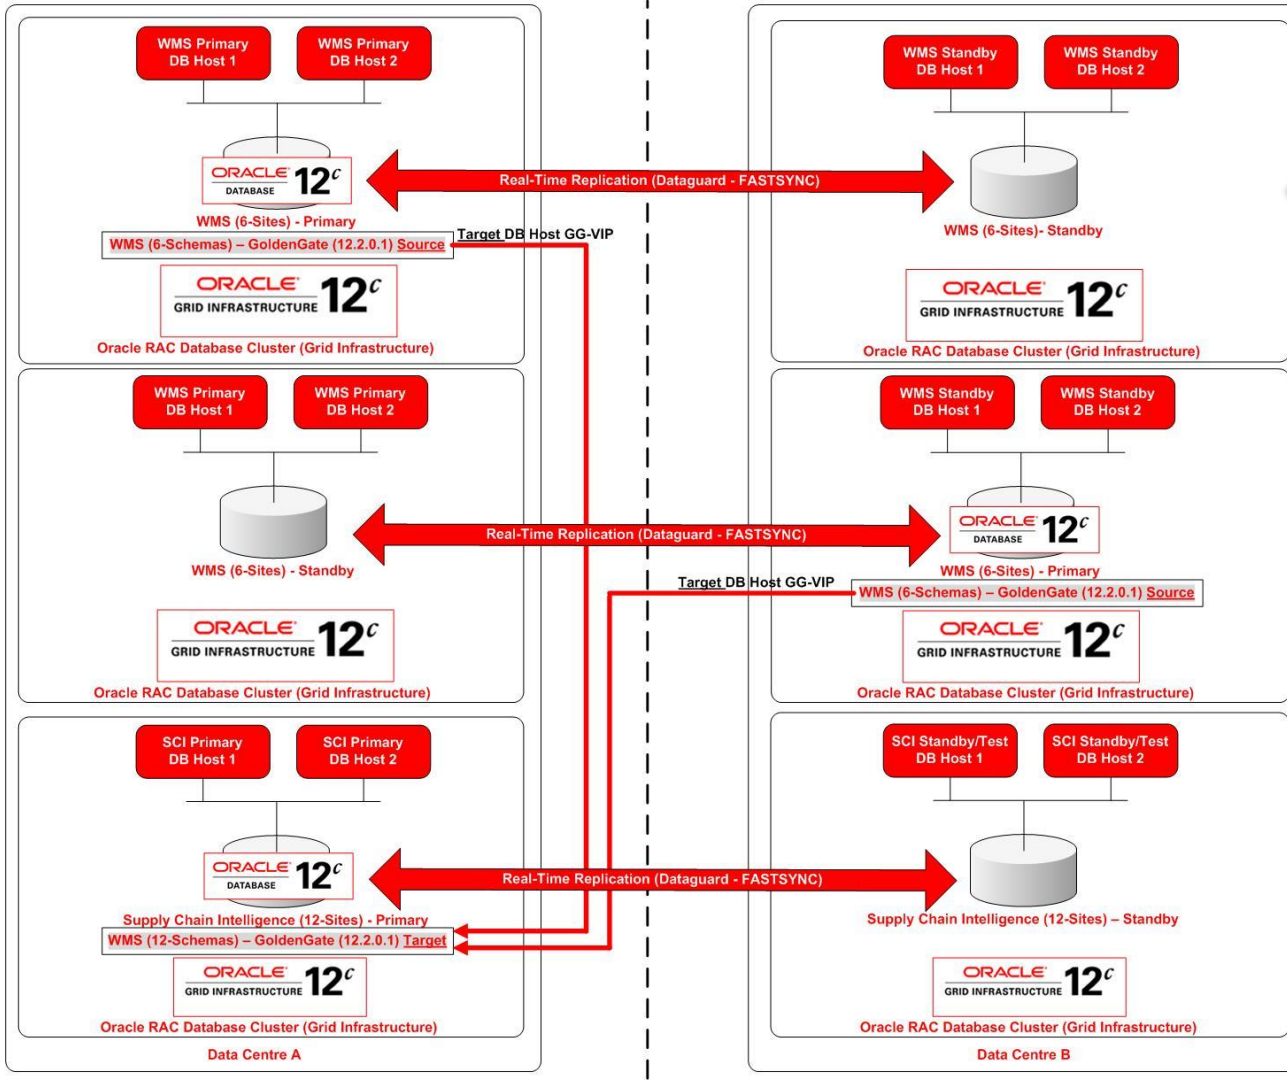 WMS Primary
DB Host 1
WMS Primary
DB Host 2
ORACLE
DATABASE
12c
WMS (6-Sites) - Primary
WMS (6-Schemas) – GoldenGate (12.2.0.1) Source
Target DB Host GG-VIP
ORACLE
GRID INFRASTRUCTURE
12c
Oracle RAC Database Cluster (Grid Infrastructure)
Real-Time Replication (Dataguard - FASTSYNC)
WMS Standby
DB Host 1
WMS Standby
DB Host 2
WMS (6-Sites)- Standby
ORACLE
GRID INFRASTRUCTURE
12c
Oracle RAC Database Cluster (Grid Infrastructure)
WMS Primary
DB Host 1
WMS Primary
DB Host 2
WMS (6-Sites) - Standby
ORACLE
GRID INFRASTRUCTURE
12c
Oracle RAC Database Cluster (Grid Infrastructure)
Real-Time Replication (Dataguard - FASTSYNC)
WMS Standby
DB Host 1
WMS Standby
DB Host 2
ORACLE
DATABASE
12c
WMS (6-Sites) - Primary
Target DB Host GG-VIP
WMS (6-Schemas) – GoldenGate (12.2.0.1) Source
ORACLE
GRID INFRASTRUCTURE
12c
Oracle RAC Database Cluster (Grid Infrastructure)
SCI Primary
DB Host 1
SCI Primary
DB Host 2
ORACLE
DATABASE
12c
Supply Chain Intelligence (12-Sites) - Primary
WMS (12-Schemas) – GoldenGate (12.2.0.1) Target
ORACLE
GRID INFRASTRUCTURE
12c
Oracle RAC Database Cluster (Grid Infrastructure)
Data Centre A
Real-Time Replication (Dataguard - FASTSYNC)
SCI Standby/Test
DB Host 1
SCI Standby/Test
DB Host 2
Supply Chain Intelligence (12-Sites) – Standby
ORACLE
GRID INFRASTRUCTURE
12c
Oracle RAC Database Cluster (Grid Infrastructure)
Data Centre B